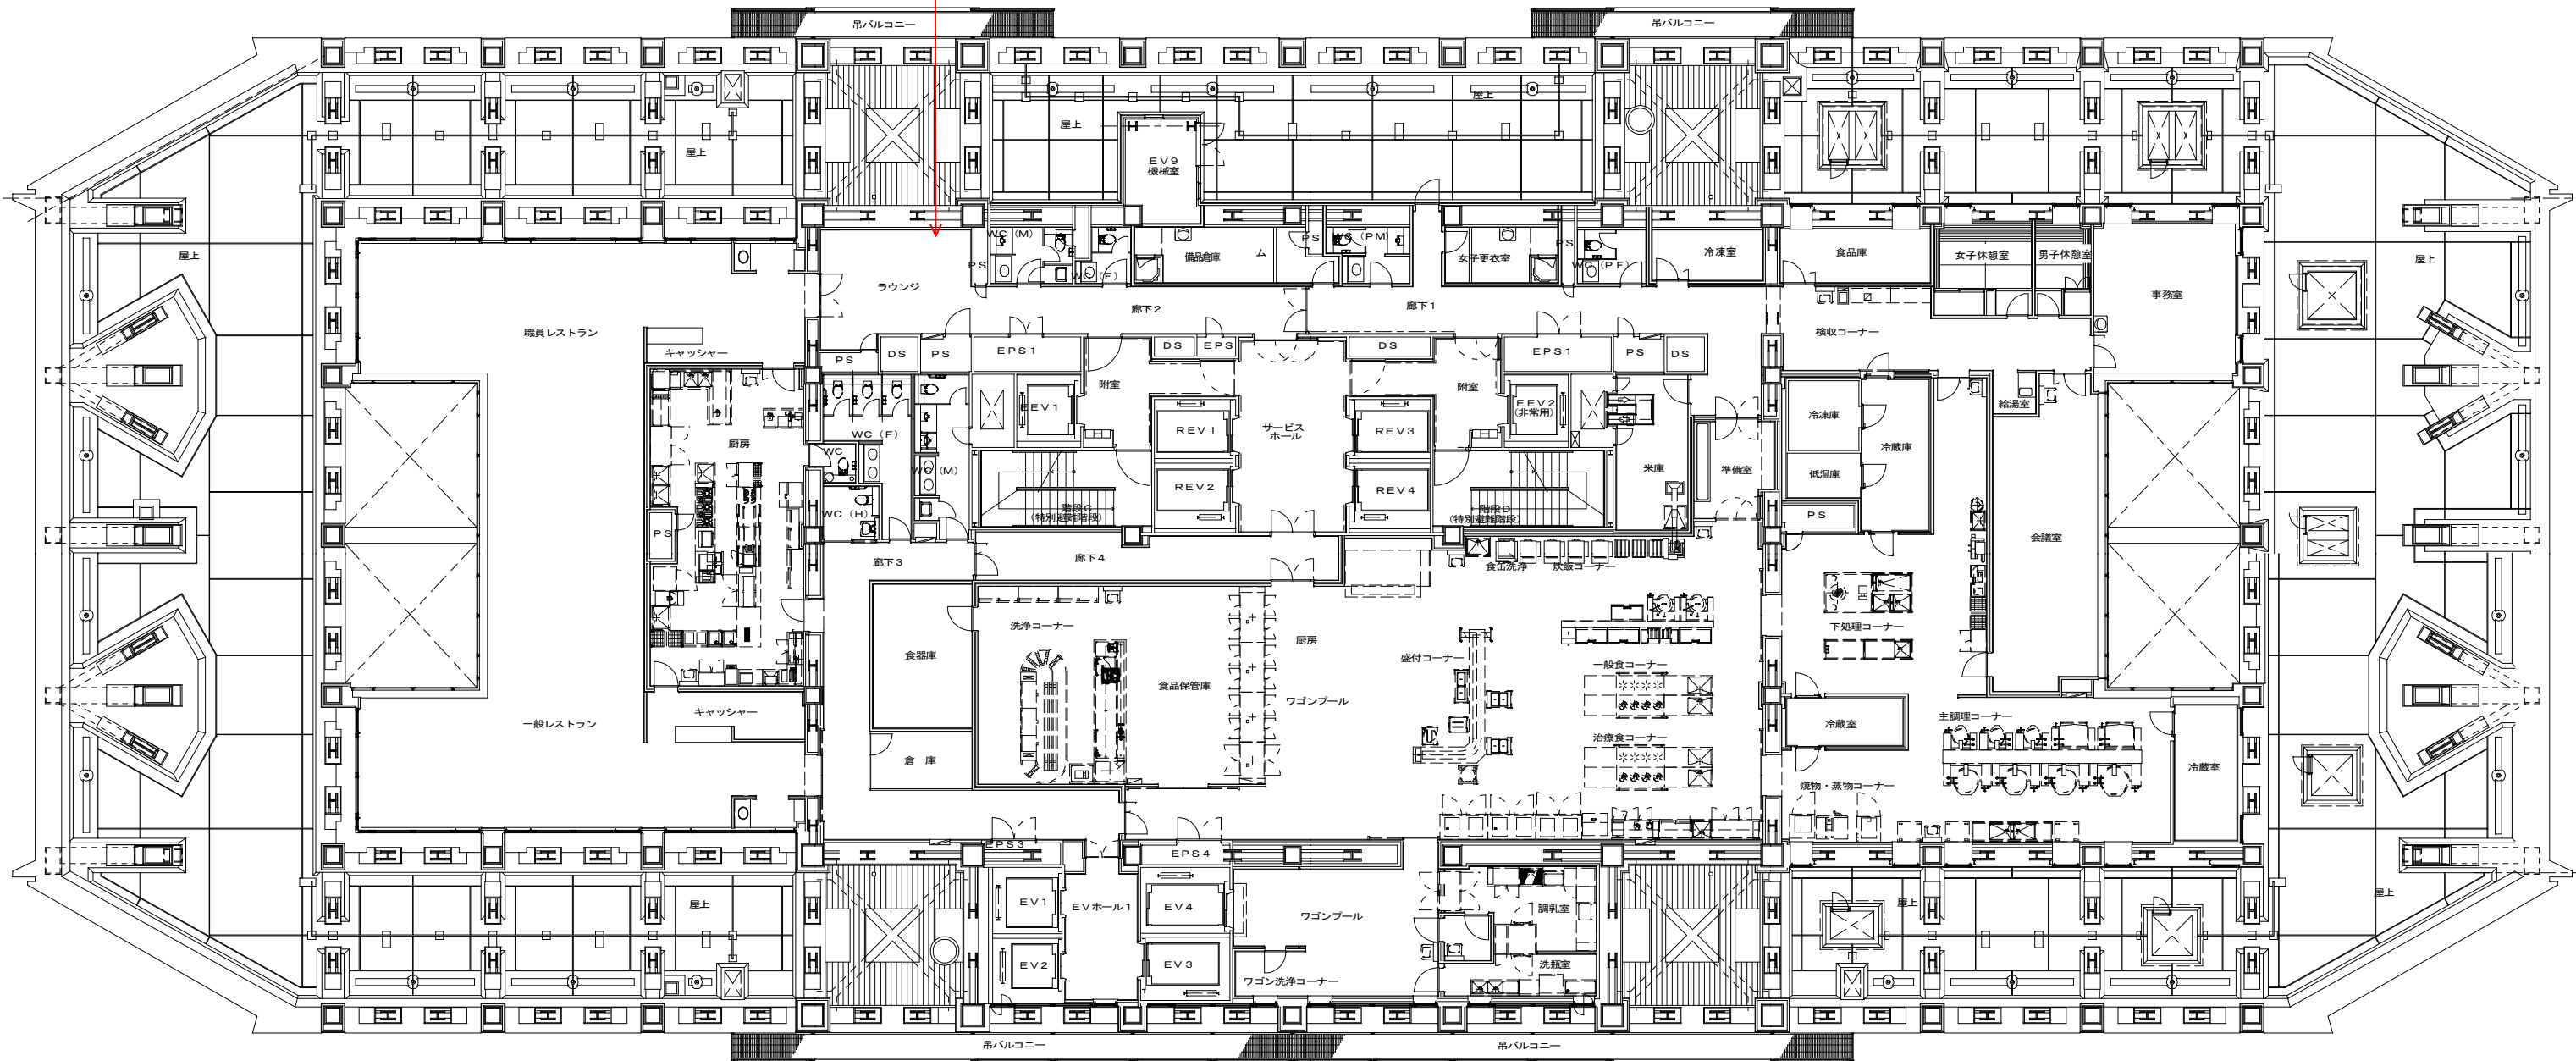 吊バルコニー
吊バルコニー
屋上
屋上
屋上
EV9
機械室
屋上
屋上
WC(M)
PS
WC(F)
備品倉庫
ム
PS
WC(PM)
女子更衣室
PS
WC(PF)
冷凍室
食品庫
女子休憩室
男子休憩室
事務室
ラウンジ
廊下2
廊下1
検収コーナー
職員レストラン
キャッシャー
PS
DS
PS
EPS1
DS
EPS
DS
EPS1
PS
DS
附室
附室
EEV1
REV1
サービス
ホール
REV3
EEV2
(非常用)
冷凍庫
給湯室
厨房
WC(F)
WC
WC(M)
REV2
REV4
米庫
準備室
冷蔵庫
低温庫
WC(H)
階段C
(特別避難階段)
階段D
(特別避難階段)
PS
PS
会議室
廊下3
廊下4
食缶洗浄
炊飯コーナー
洗浄コーナー
厨房
下処理コーナー
食器庫
盛付コーナー
一般食コーナー
食品保管庫
ワゴンプール
一般レストラン
キャッシャー
冷蔵室
主調理コーナー
治療食コーナー
倉庫
冷蔵室
焼物・蒸物コーナー
EPS3
EPS4
屋上
EV1
EVホール1
EV4
ワゴンプール
調乳室
屋上
屋上
EV2
EV3
洗瓶室
ワゴン洗浄コーナー
吊バルコニー
吊バルコニー